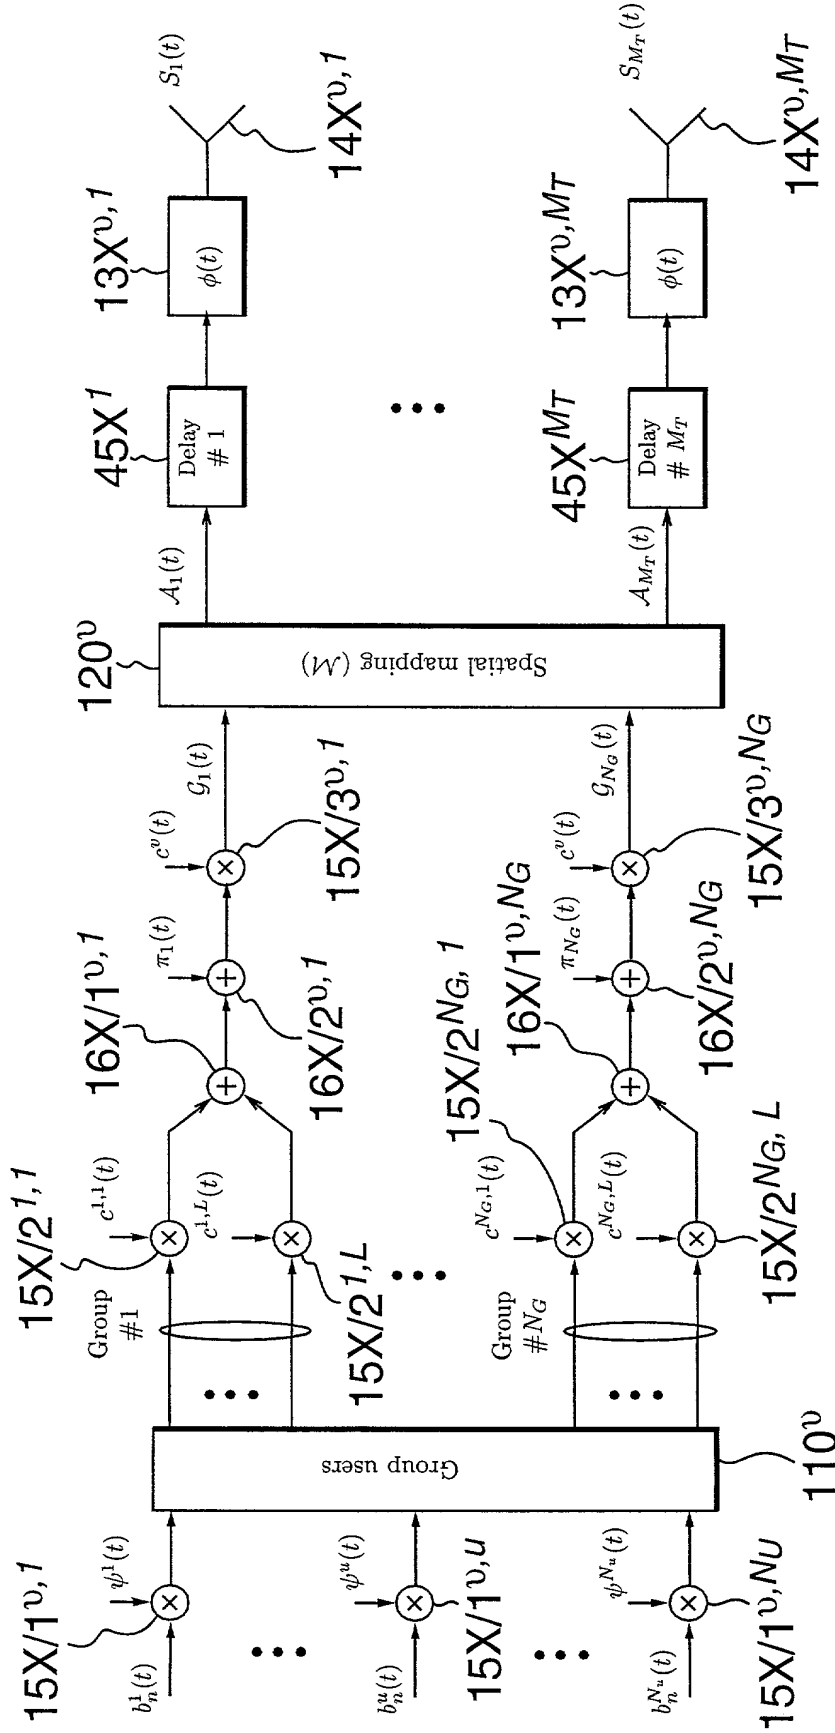 15X/1^{υ,1}
b_n^1(t)
ψ^1(t)
b_n^u(t)
ψ^u(t)
15X/1^{υ,u}
b_n^{N_u}(t)
ψ^{N_u}(t)
15X/1^{υ,N_U}
Group users
110^υ
15X/2^{1,1}
Group
#1
c^{1,1}(t)
c^{1,L}(t)
15X/2^{1,L}
16X/1^{υ,1}
16X/2^{υ,1}
π_1(t)
c^υ(t)
15X/3^{υ,1}
𝒢_1(t)
Group
#N_G
c^{N_G,1}(t)
c^{N_G,L}(t)
15X/2^{N_G,1}
15X/2^{N_G,L}
16X/1^{υ,N_G}
16X/2^{υ,N_G}
π_{N_G}(t)
c^υ(t)
15X/3^{υ,N_G}
𝒢_{N_G}(t)
120^υ
Spatial mapping (ℳ)
𝒜_1(t)
45X^1
Delay
# 1
13X^{υ,1}
ϕ(t)
S_1(t)
14X^{υ,1}
𝒜_{M_T}(t)
45X^{M_T}
Delay
# M_T
13X^{υ,M_T}
ϕ(t)
S_{M_T}(t)
14X^{υ,M_T}